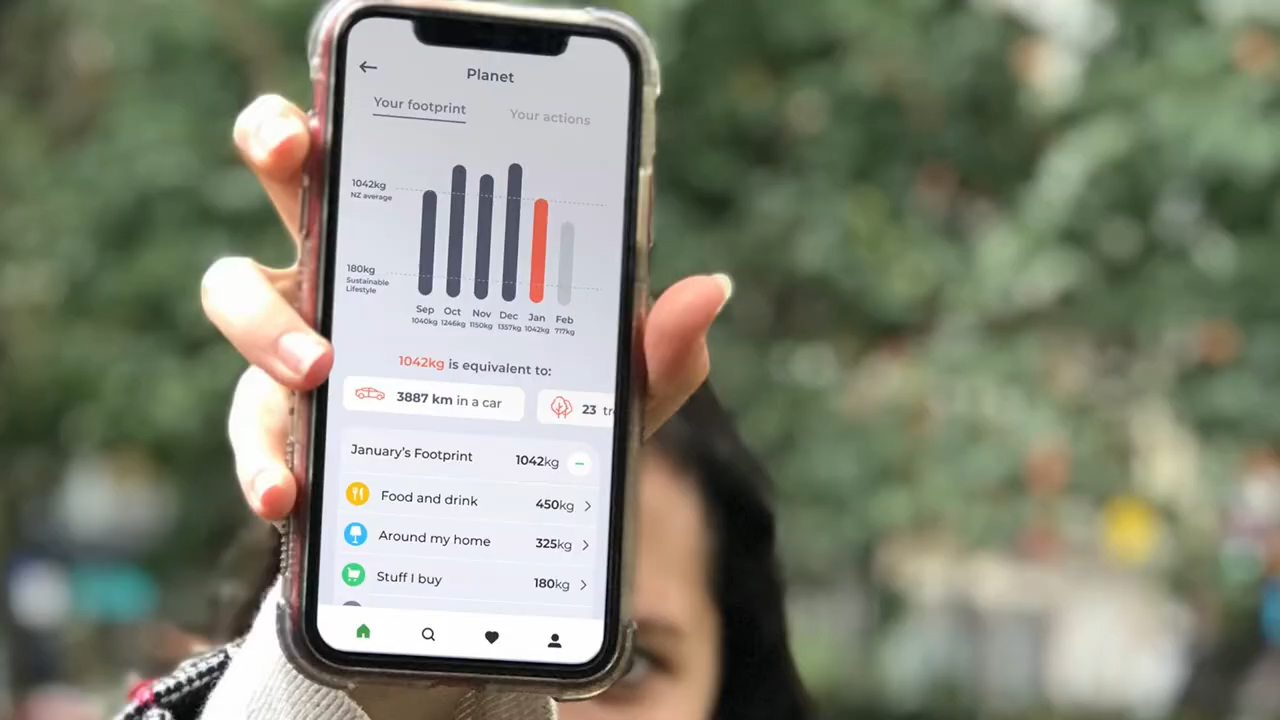 Planet
Your footprint
Your actions
1042kg
NZ average
180kg
Sustainable
Lifestyle
Sep Oct Nov Dec Jan Feb
1040kg 1246kg 1150kg 1357kg 1042kg 717kg
1042kg is equivalent to:
3887 km in a car
23 tr
January's Footprint 1042kg
Food and drink 450kg
Around my home 325kg
Stuff I buy 180kg